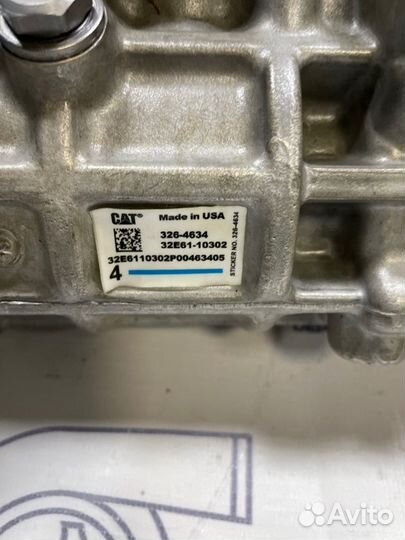 CAT® Made in USA
326-4634
32E61-10302
32E6110302P00463405
4
STICKER NO. 326-4634
Avito